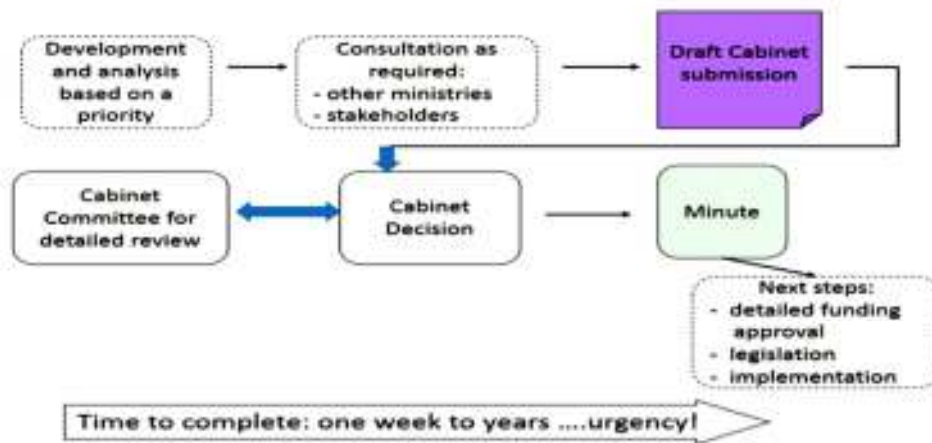 Development
and analysis
based on a
priority
Consultation as
required:
- other ministries
- stakeholders
Draft Cabinet
submission
Cabinet
Committee for
detailed review
Cabinet
Decision
Minute
Next steps:
- detailed funding
approval
- legislation
- implementation
Time to complete: one week to years ....urgency!